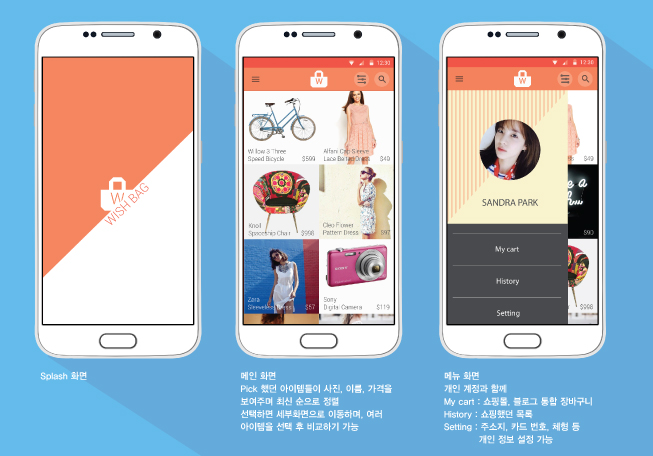 W
WISH BAG
12:30
W
Willow 3 Three
Speed Bicycle $599
Alfani Cap Sleeve
Lace Belted Dress $49
Knoll
Spacechip Chair $998
Cleo Flower
Pattern Dress $97
Zara
Sleeveless Dress $57
SONY
Sony
Digital Camera $119
12:30
W
SANDRA PARK
My cart
History
Setting
$49
$93
$998
Splash 화면
메인 화면
Pick 했던 아이템들이 사진, 이름, 가격을
보여주며 최신 순으로 정렬
선택하면 세부화면으로 이동하며, 여러
아이템을 선택 후 비교하기 가능
메뉴 화면
개인 계정과 함께
My cart : 쇼핑몰, 블로그 통합 장바구니
History : 쇼핑했던 목록
Setting : 주소지, 카드 번호, 체형 등
개인 정보 설정 가능